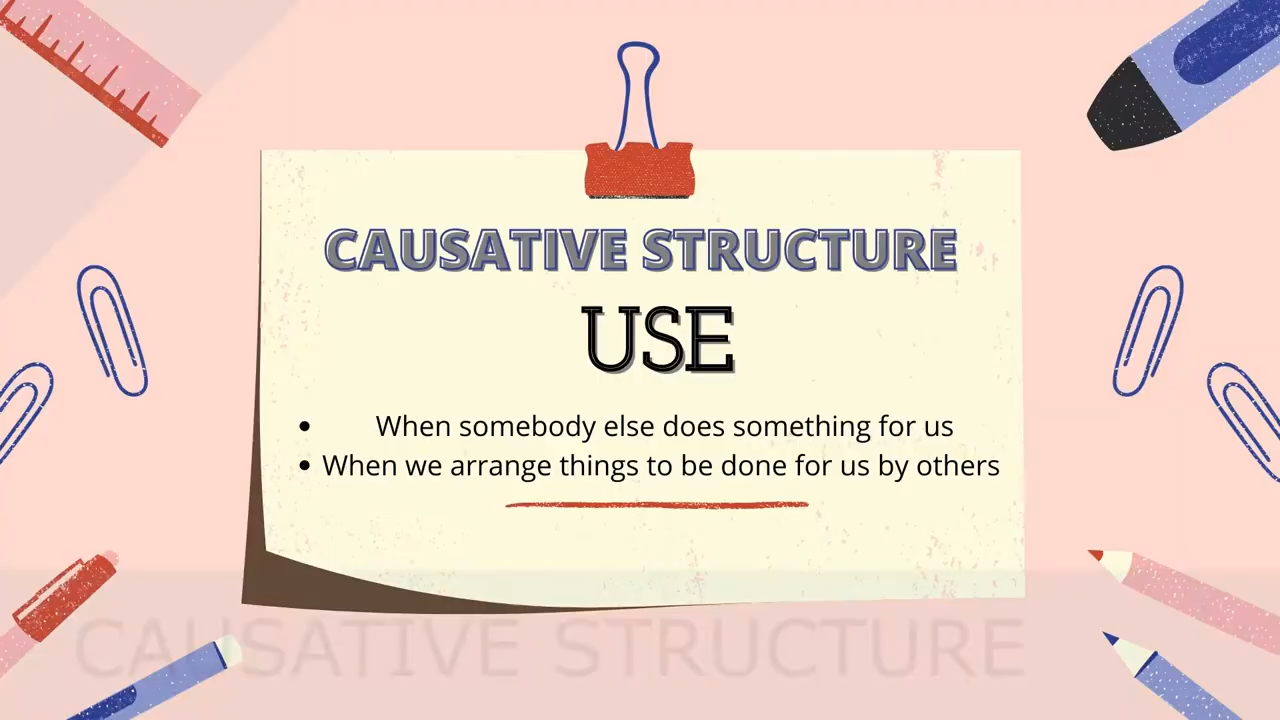 CAUSATIVE STRUCTURE
USE
• When somebody else does something for us
• When we arrange things to be done for us by others
CAUSATIVE STRUCTURE